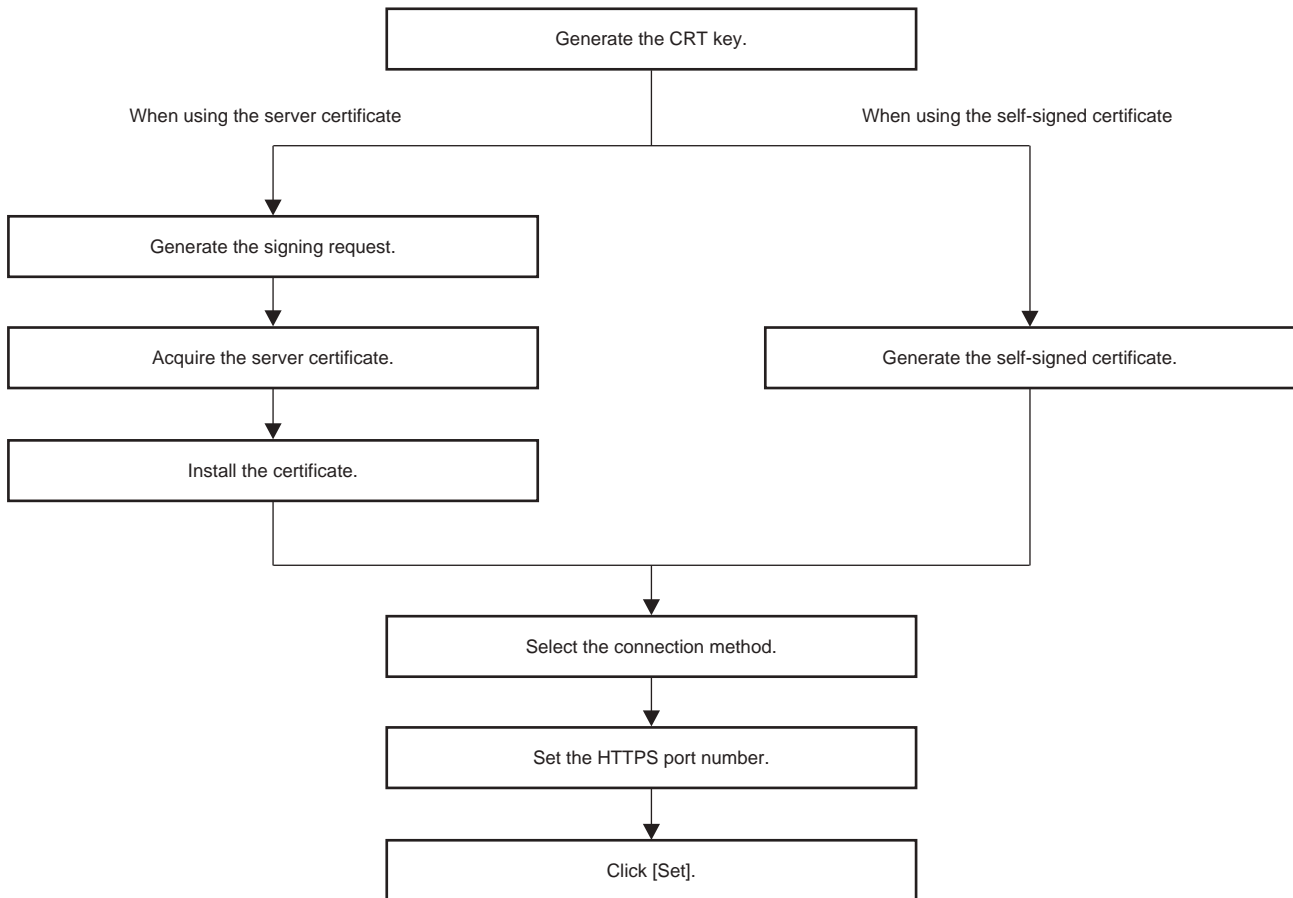 Generate the CRT key.
When using the server certificate
When using the self-signed certificate
Generate the signing request.
Acquire the server certificate.
Generate the self-signed certificate.
Install the certificate.
Select the connection method.
Set the HTTPS port number.
Click [Set].